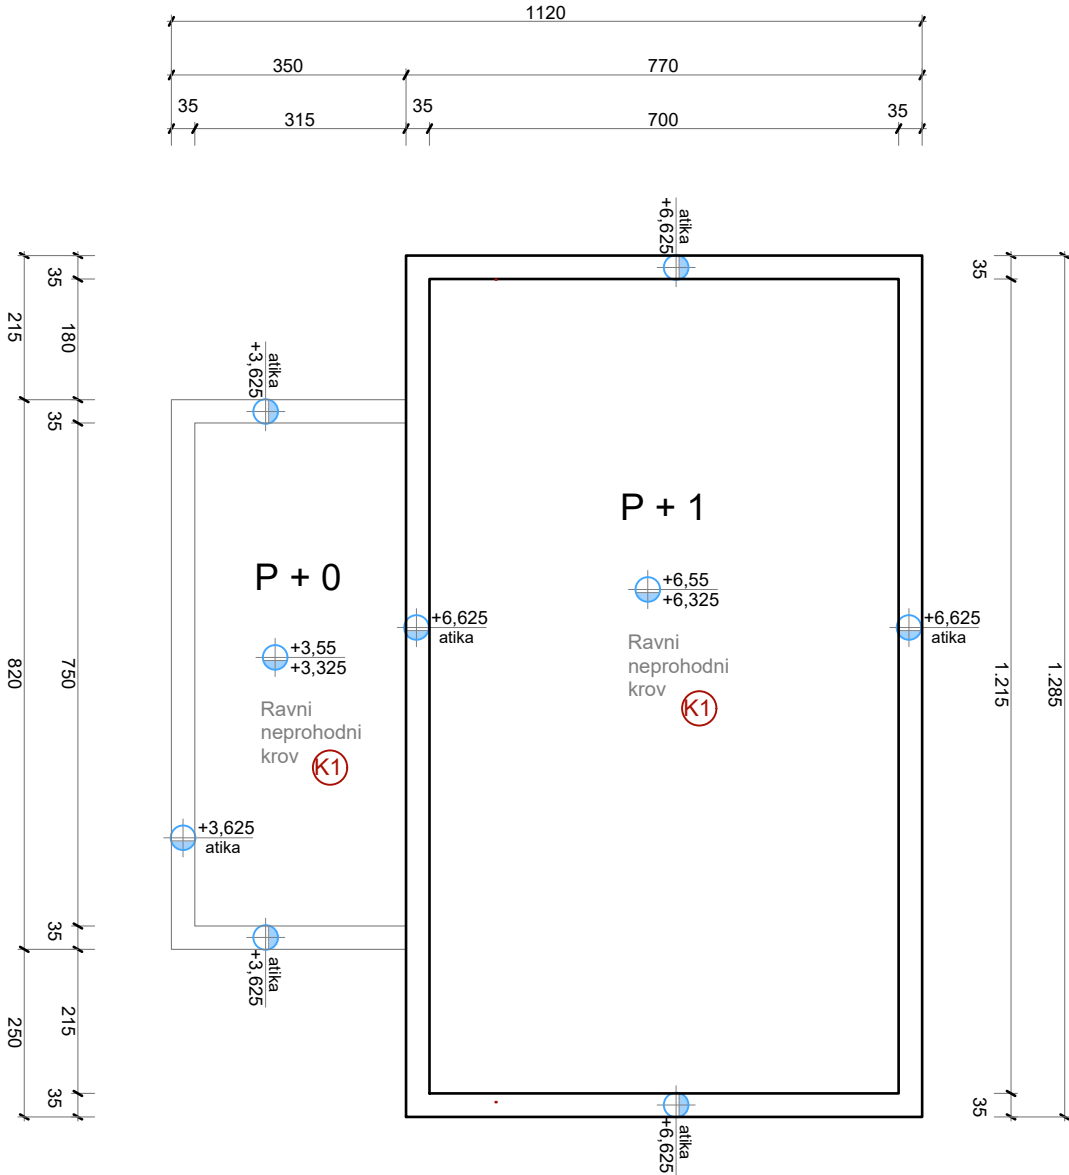 1120
350
770
35
315
35
700
35
atika
+6,625
35
180
35
215
35
atika
+3,625
P + 1
P + 0
+6,55
+6,325
+6,625
atika
+6,625
atika
Ravni
neprohodni
krov
K1
+3,55
+3,325
Ravni
neprohodni
krov
K1
820
750
1.215
1.285
+3,625
atika
35
215
35
250
atika
+3,625
35
atika
+6,625